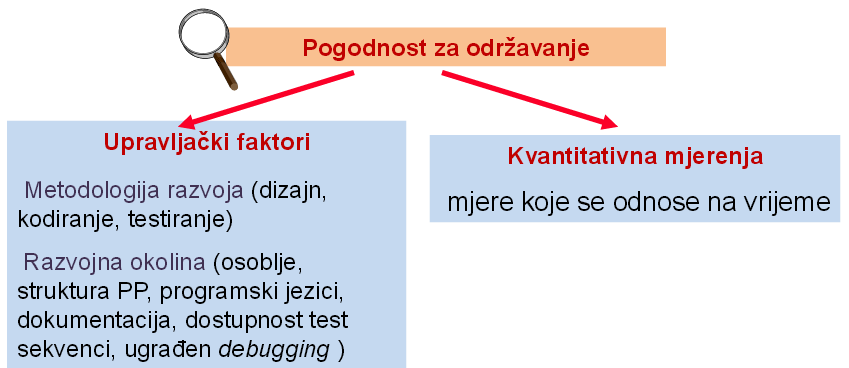 Pogodnost za održavanje
Upravljački faktori
Metodologija razvoja (dizajn,
kodiranje, testiranje)
Razvojna okolina (osoblje,
struktura PP, programski jezici,
dokumentacija, dostupnost test
sekvenci, ugrađen debugging )
Kvantitativna mjerenja
mjere koje se odnose na vrijeme